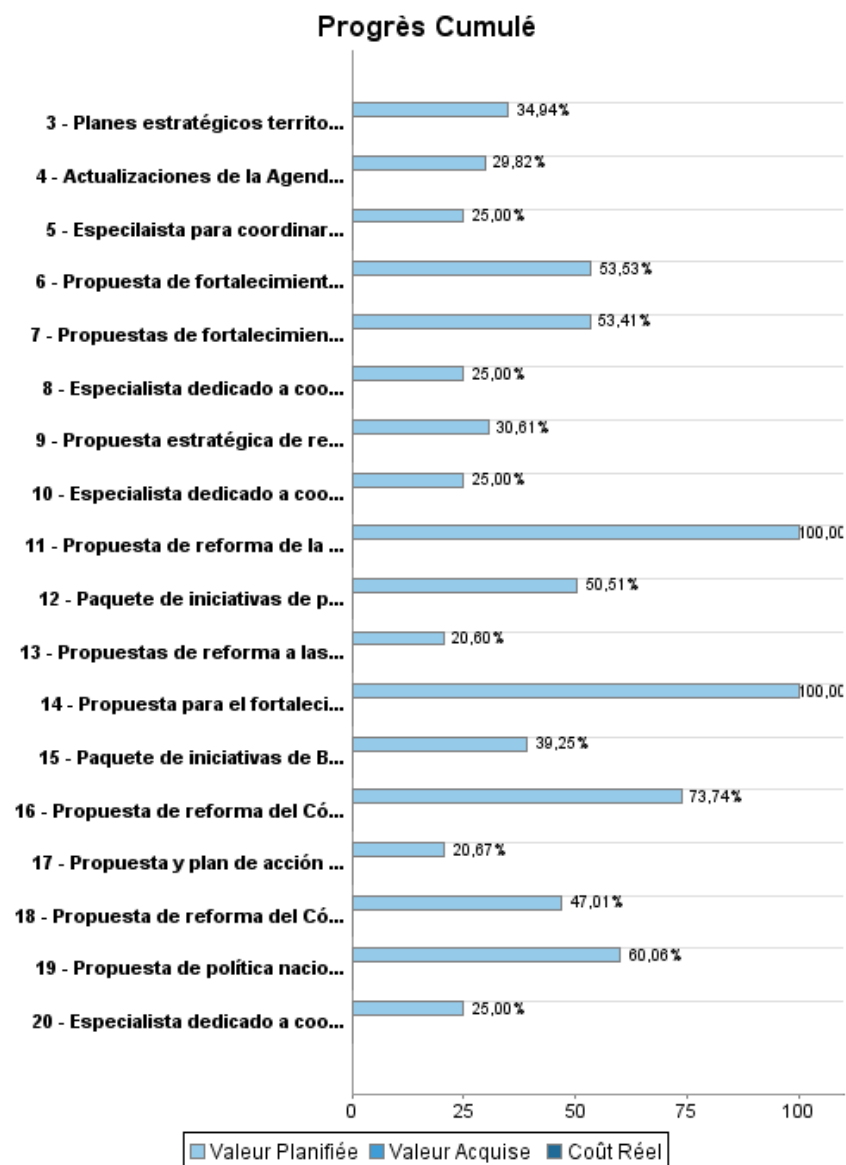 Progrès Cumulé
3 - Planes estratégicos territo...
34,94%
4 - Actualizaciones de la Agend...
29,82%
5 - Especilaista para coordinar...
25,00%
6 - Propuesta de fortalecimient...
53,53%
7 - Propuestas de fortalecimien...
53,41%
8 - Especialista dedicado a coo...
25,00%
9 - Propuesta estratégica de re...
30,61%
10 - Especialista dedicado a coo...
25,00%
11 - Propuesta de reforma de la ...
100,00
12 - Paquete de iniciativas de p...
50,51%
13 - Propuestas de reforma a las...
20,60%
14 - Propuesta para el fortaleci...
100,00
15 - Paquete de iniciativas de B...
39,25%
16 - Propuesta de reforma del Có...
73,74%
17 - Propuesta y plan de acción ...
20,67%
18 - Propuesta de reforma del Có...
47,01%
19 - Propuesta de política nacio...
60,06%
20 - Especialista dedicado a coo...
25,00%
0 25 50 75 100
Valeur Planifiée Valeur Acquise Coût Réel